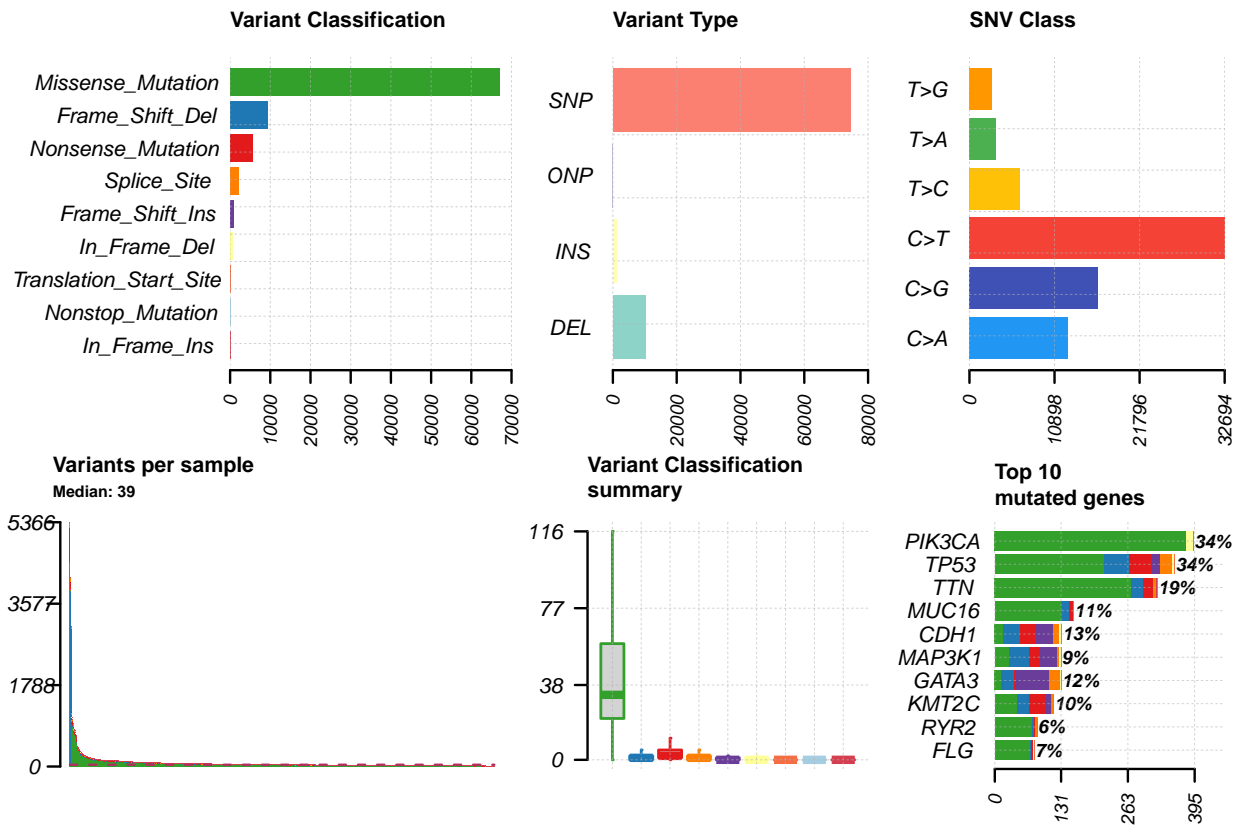 Variant Classification
Missense_Mutation
Frame_Shift_Del
Nonsense_Mutation
Splice_Site
Frame_Shift_Ins
In_Frame_Del
Translation_Start_Site
Nonstop_Mutation
In_Frame_Ins
0
10000
20000
30000
40000
50000
60000
70000
Variant Type
SNP
ONP
INS
DEL
0
20000
40000
60000
80000
SNV Class
T>G
T>A
T>C
C>T
C>G
C>A
0
10898
21796
32694
Variants per sample
Median: 39
5366
3577
1788
0
Variant Classification
summary
116
77
38
0
Top 10
mutated genes
PIK3CA 34%
TP53 34%
TTN 19%
MUC16 11%
CDH1 13%
MAP3K1 9%
GATA3 12%
KMT2C 10%
RYR2 6%
FLG 7%
0
131
263
395